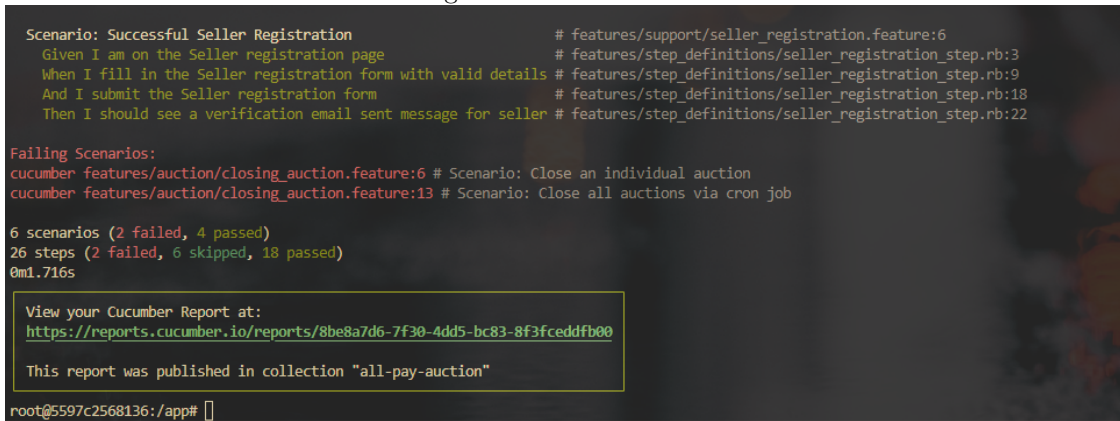 Scenario: Successful Seller Registration # features/support/seller_registration.feature:6
Given I am on the Seller registration page # features/step_definitions/seller_registration_step.rb:3
When I fill in the Seller registration form with valid details # features/step_definitions/seller_registration_step.rb:9
And I submit the Seller registration form # features/step_definitions/seller_registration_step.rb:18
Then I should see a verification email sent message for seller # features/step_definitions/seller_registration_step.rb:22
Failing Scenarios:
cucumber features/auction/closing_auction.feature:6 # Scenario: Close an individual auction
cucumber features/auction/closing_auction.feature:13 # Scenario: Close all auctions via cron job
6 scenarios (2 failed, 4 passed)
26 steps (2 failed, 6 skipped, 18 passed)
0m1.716s
View your Cucumber Report at:
https://reports.cucumber.io/reports/8be8a7d6-7f30-4dd5-bc83-8f3fceddfb00
This report was published in collection "all-pay-auction"
root@5597c2568136:/app#